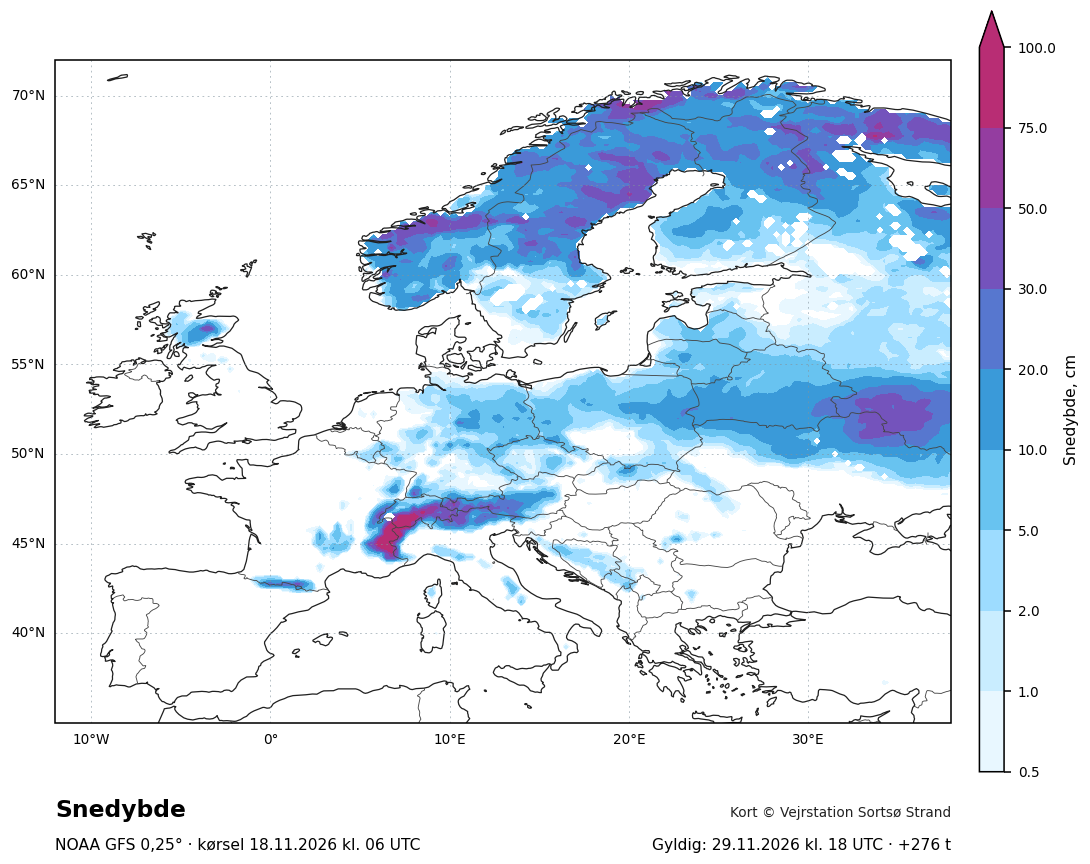 100.0
75.0
50.0
30.0
20.0
10.0
5.0
2.0
1.0
0.5
Snedybde, cm
70°N
65°N
60°N
55°N
50°N
45°N
40°N
10°W
0°
10°E
20°E
30°E
Snedybde
Kort © Vejrstation Sortsø Strand
NOAA GFS 0,25° · kørsel 18.11.2026 kl. 06 UTC
Gyldig: 29.11.2026 kl. 18 UTC · +276 t